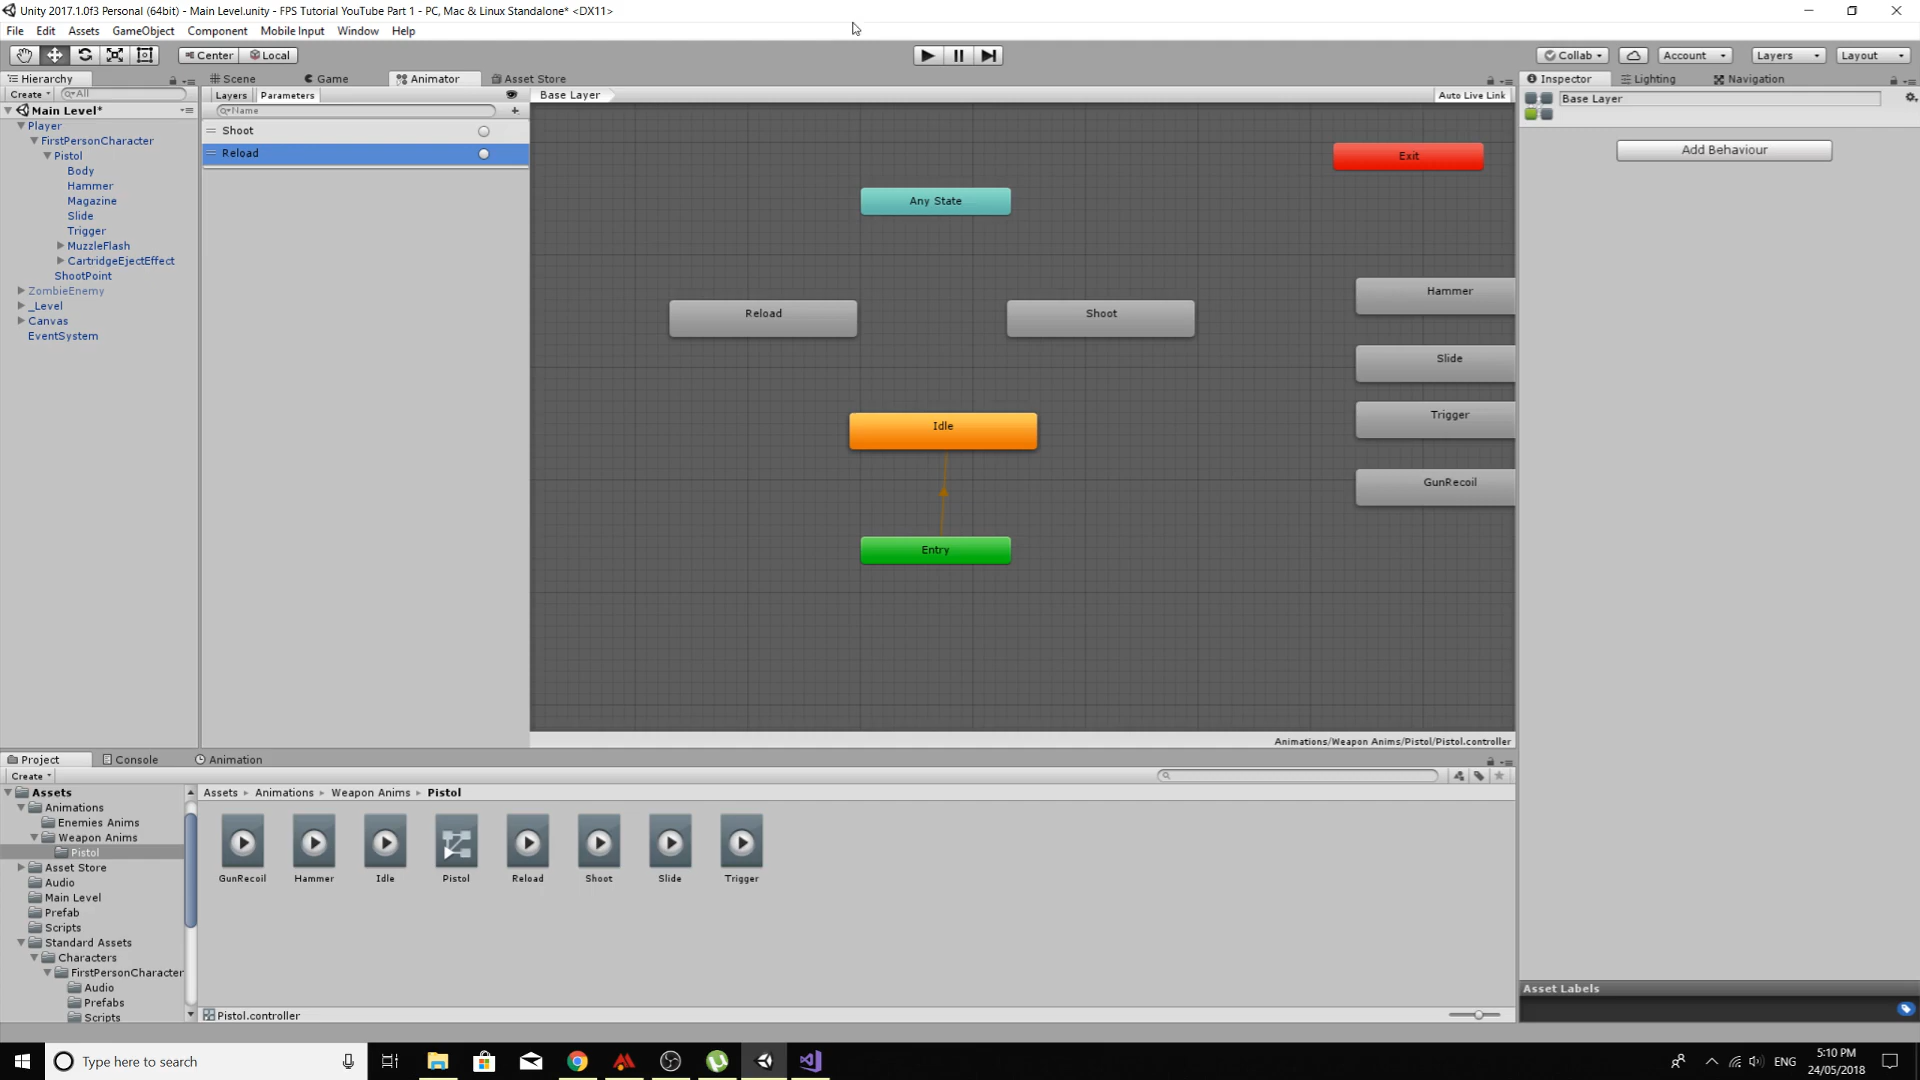 Unity 2017.1.0f3 Personal (64bit) - Main Level.unity - FPS Tutorial YouTube Part 1 - PC, Mac & Linux Standalone* <DX11>
File Edit Assets GameObject Component Mobile Input Window Help
Center Local Collab Account Layers Layout
Hierarchy Scene Game Animator Asset Store Inspector Lighting Navigation
Create All Layers Parameters Base Layer Auto Live Link Base Layer
Main Level* Name
Player Shoot
FirstPersonCharacter Reload Exit Add Behaviour
Pistol
Body
Hammer
Magazine Any State
Slide
Trigger
MuzzleFlash
CartridgeEjectEffect
ShootPoint
ZombieEnemy Hammer
_Level
Canvas Reload Shoot
EventSystem
Slide
Trigger
Idle
GunRecoil
Entry
Animations/Weapon Anims/Pistol/Pistol.controller
Project Console Animation
Create
Assets Assets Animations Weapon Anims Pistol
Animations
Enemies Anims
Weapon Anims
Pistol
Asset Store
GunRecoil Hammer Idle Pistol Reload Shoot Slide Trigger
Audio
Main Level
Prefab
Scripts
Standard Assets
Characters
FirstPersonCharacter
Audio Asset Labels
Prefabs
Scripts Pistol.controller
Type here to search ENG 5:10 PM
24/05/2018